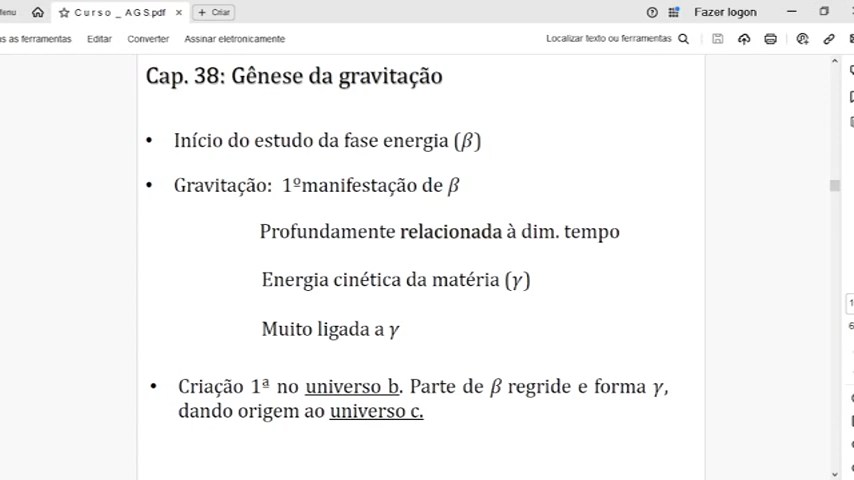 Menu
Curso _ AGS.pdf
Criar
Fazer logon
as as ferramentas
Editar
Converter
Assinar eletronicamente
Localizar texto ou ferramentas
Cap. 38: Gênese da gravitação
• Início do estudo da fase energia (β)
• Gravitação: 1ºmanifestação de β
Profundamente relacionada à dim. tempo
Energia cinética da matéria (γ)
Muito ligada a γ
• Criação 1ª no universo b. Parte de β regride e forma γ,
dando origem ao universo c.